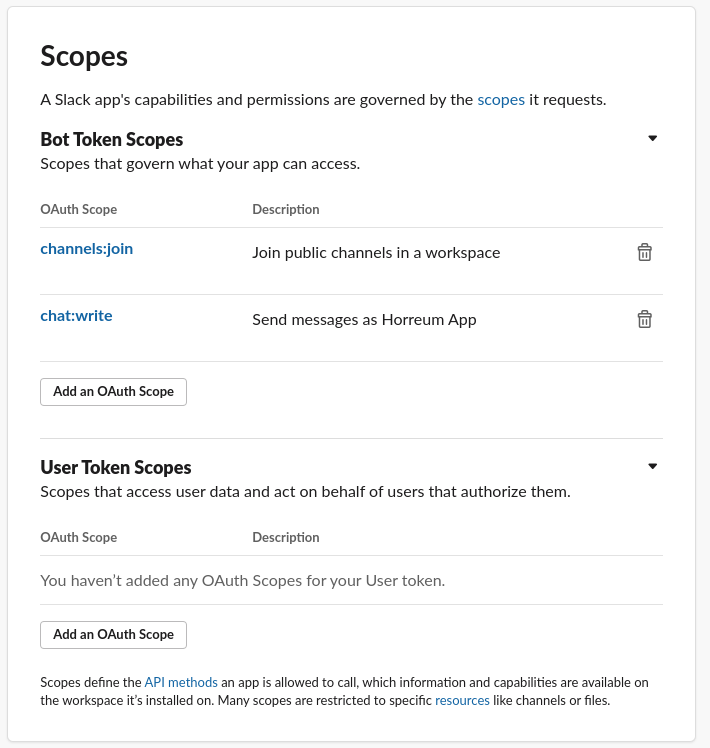 Scopes
A Slack app's capabilities and permissions are governed by the scopes it requests.
Bot Token Scopes
Scopes that govern what your app can access.
OAuth Scope Description
channels:join Join public channels in a workspace
chat:write Send messages as Horreum App
Add an OAuth Scope
User Token Scopes
Scopes that access user data and act on behalf of users that authorize them.
OAuth Scope Description
You haven’t added any OAuth Scopes for your User token.
Add an OAuth Scope
Scopes define the API methods an app is allowed to call, which information and capabilities are available on
the workspace it’s installed on. Many scopes are restricted to specific resources like channels or files.